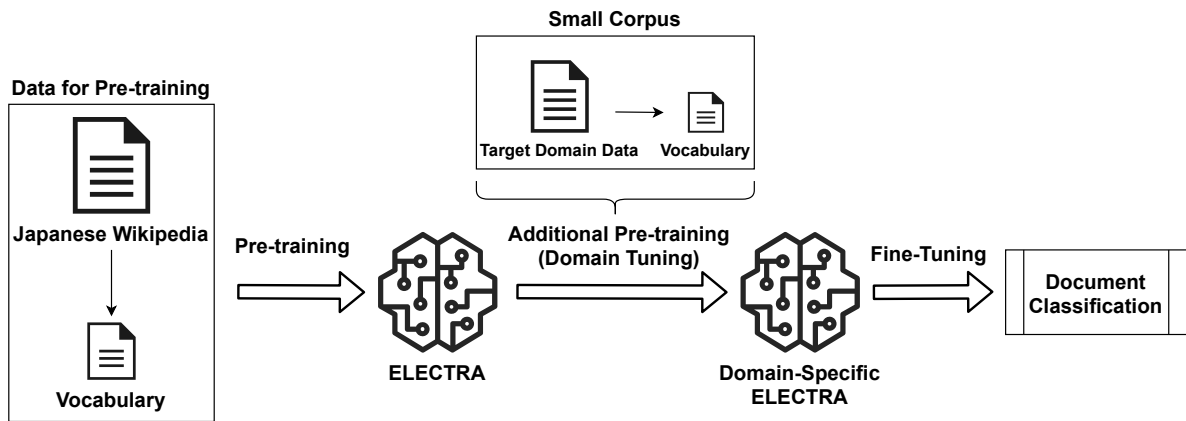 Small Corpus
Data for Pre-training
Target Domain Data
Vocabulary
Japanese Wikipedia
Pre-training
Additional Pre-training
(Domain Tuning)
Fine-Tuning
Document
Classification
ELECTRA
Domain-Specific
ELECTRA
Vocabulary